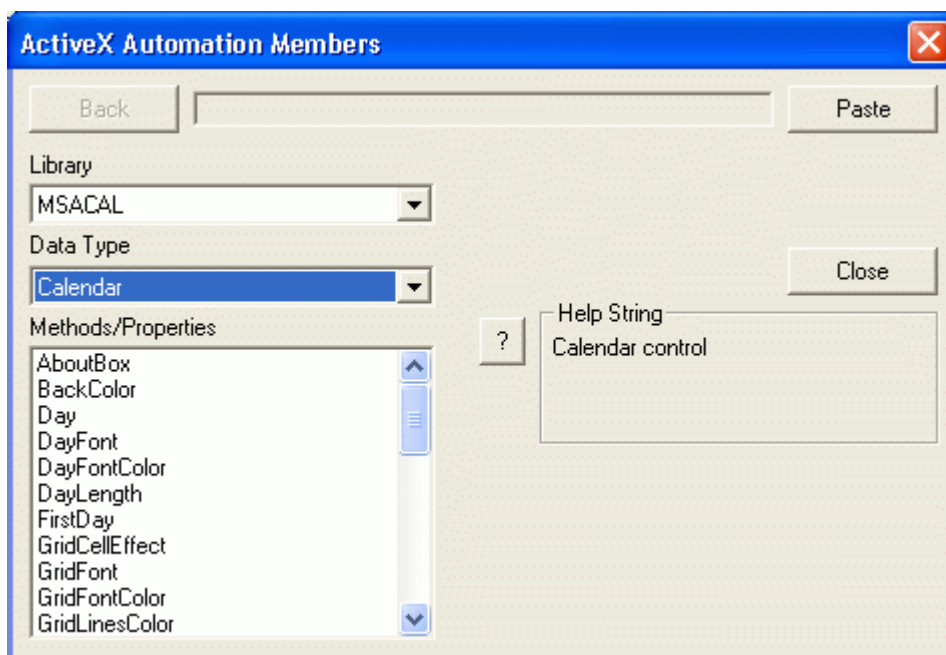 ActiveX Automation Members
Back
Paste
Library
MSACAL
Data Type
Calendar
Close
Methods/Properties
?
Help String
Calendar control
AboutBox
BackColor
Day
DayFont
DayFontColor
DayLength
FirstDay
GridCellEffect
GridFont
GridFontColor
GridLinesColor